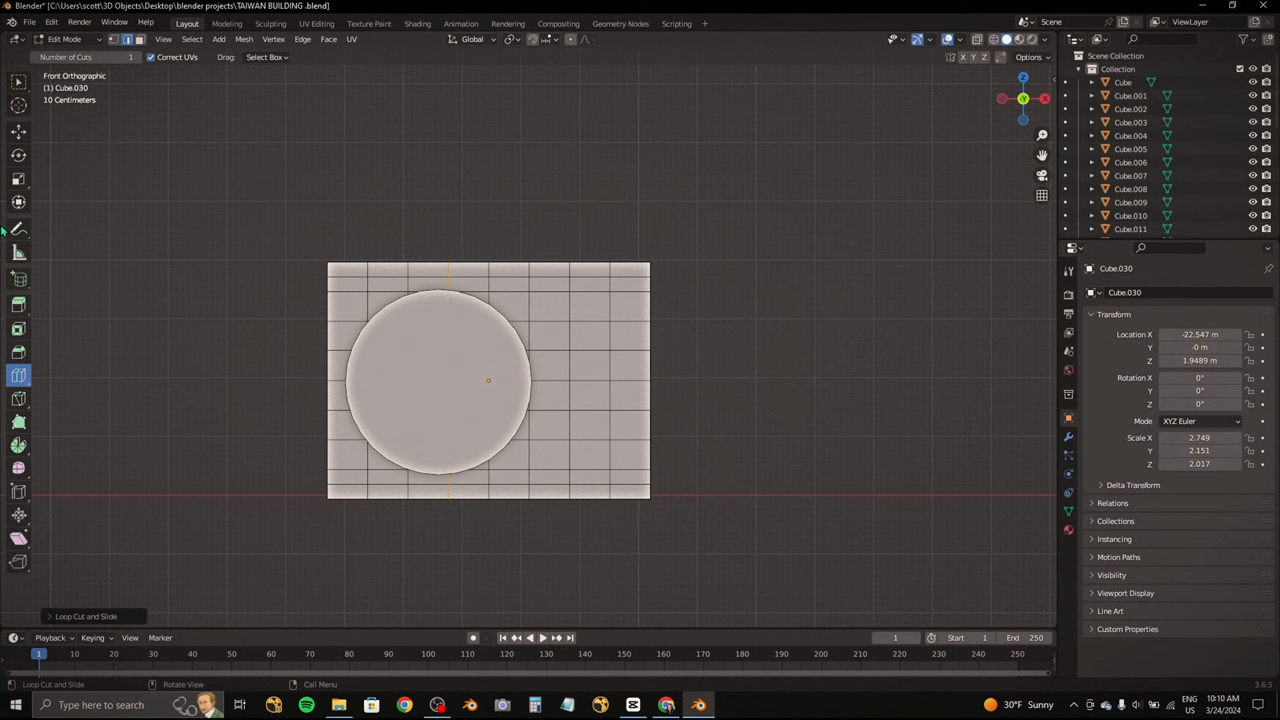 Blender* [C:\Users\scott\3D Objects\Desktop\blender projects\TAIWAN BUILDING .blend]
File Edit Render Window Help Layout Modeling Sculpting UV Editing Texture Paint Shading Animation Rendering Compositing Geometry Nodes Scripting + Scene ViewLayer
Edit Mode View Select Add Mesh Vertex Edge Face UV Global
Number of Cuts 1 Correct UVs Drag: Select Box X Y Z Options
Front Orthographic
(1) Cube.030
10 Centimeters
Z
-Y
X
Scene Collection
Collection
Cube
Cube.001
Cube.002
Cube.003
Cube.004
Cube.005
Cube.006
Cube.007
Cube.008
Cube.009
Cube.010
Cube.011
Cube.030
Cube.030
Transform
Location X -22.547 m
Y -0 m
Z 1.9489 m
Rotation X 0°
Y 0°
Z 0°
Mode XYZ Euler
Scale X 2.749
Y 2.151
Z 2.017
Delta Transform
Relations
Collections
Instancing
Motion Paths
Visibility
Viewport Display
Line Art
Custom Properties
Loop Cut and Slide
Playback Keying View Marker 1 Start 1 End 250
1 10 20 30 40 50 60 70 80 90 100 110 120 130 140 150 160 170 180 190 200 210 220 230 240 250
Loop Cut and Slide Rotate View Call Menu 3.6.5
Type here to search 30°F Sunny ENG US 10:10 AM 3/24/2024